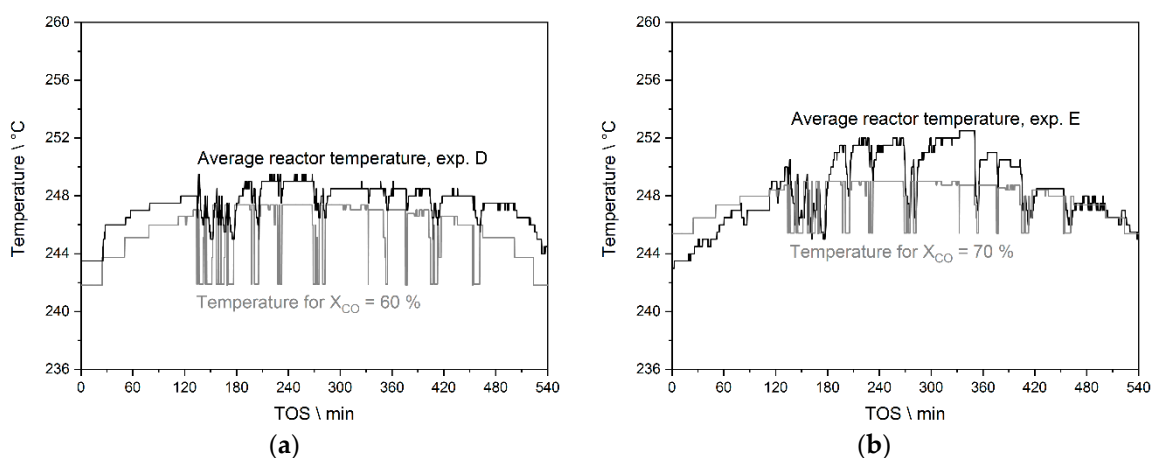 260
256
252
248
244
240
236
Temperature \ °C
Average reactor temperature, exp. D
Temperature for XCO = 60 %
0 60 120 180 240 300 360 420 480 540
TOS \ min
(a)
260
256
252
248
244
240
236
Temperature \ °C
Average reactor temperature, exp. E
Temperature for XCO = 70 %
0 60 120 180 240 300 360 420 480 540
TOS \ min
(b)